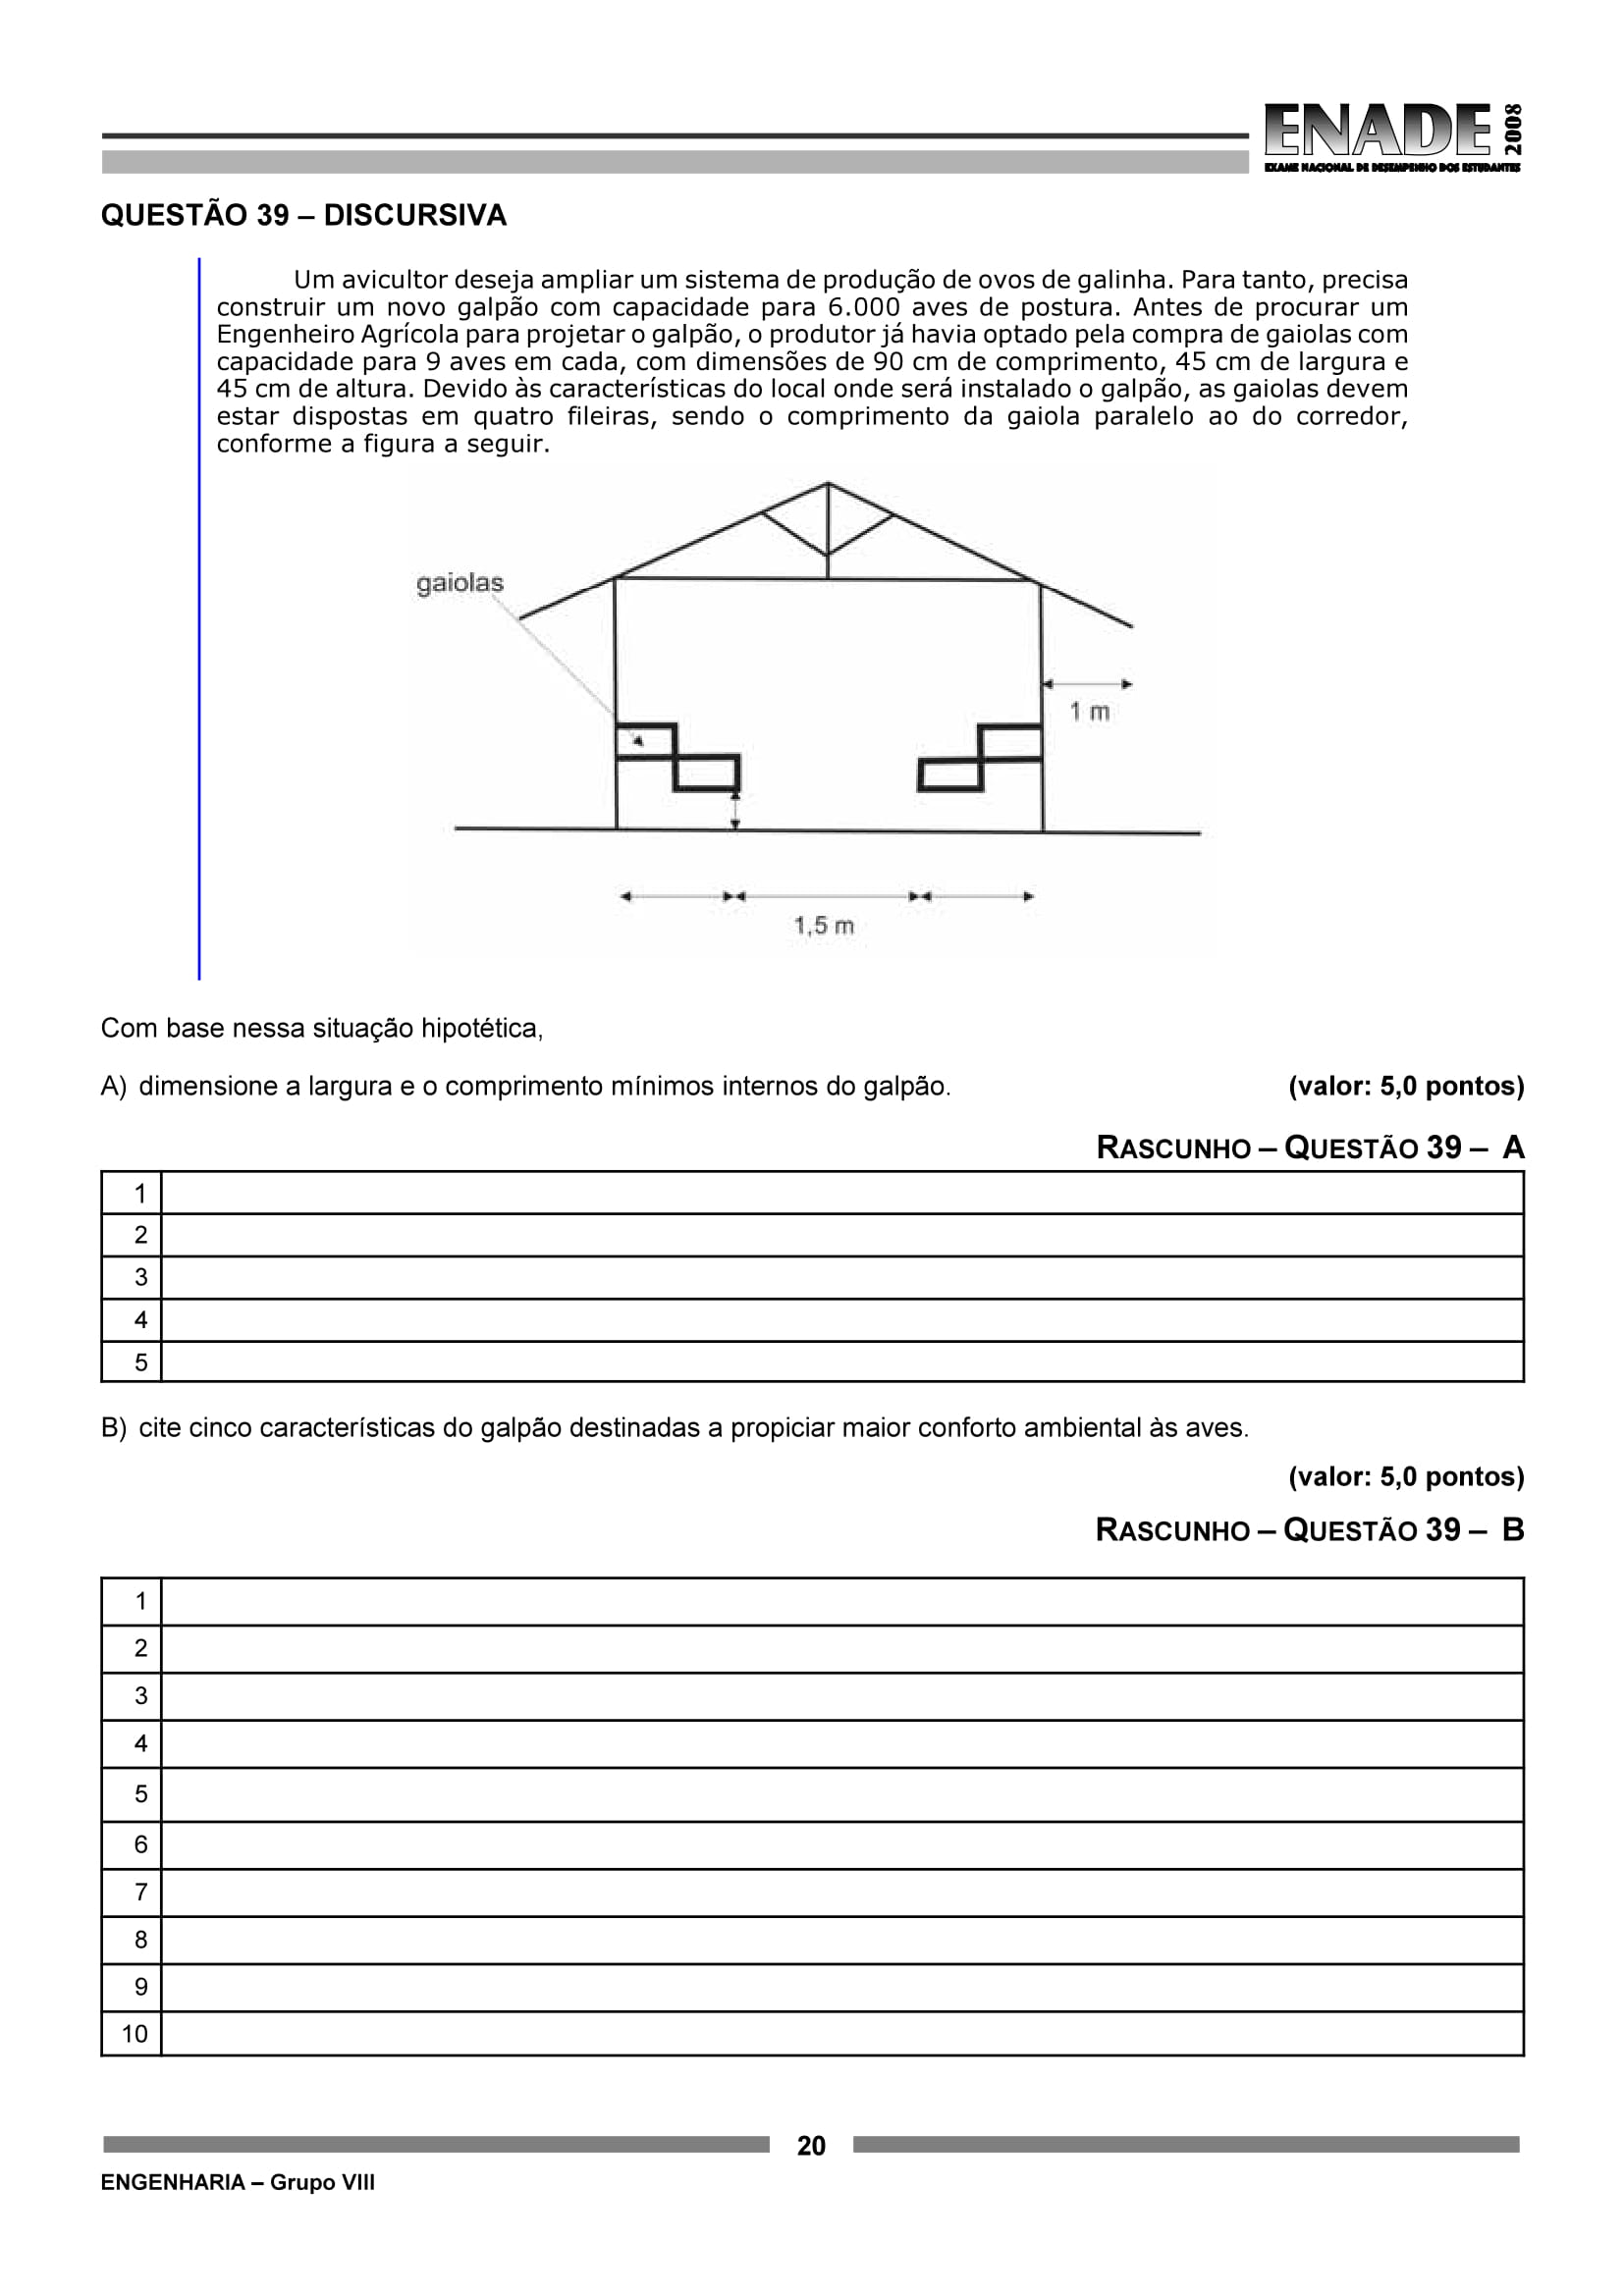 ENADE 2008
EXAME NACIONAL DE DESEMPENHO DOS ESTUDANTES
QUESTÃO 39 – DISCURSIVA
Um avicultor deseja ampliar um sistema de produção de ovos de galinha. Para tanto, precisa
construir um novo galpão com capacidade para 6.000 aves de postura. Antes de procurar um
Engenheiro Agrícola para projetar o galpão, o produtor já havia optado pela compra de gaiolas com
capacidade para 9 aves em cada, com dimensões de 90 cm de comprimento, 45 cm de largura e
45 cm de altura. Devido às características do local onde será instalado o galpão, as gaiolas devem
estar dispostas em quatro fileiras, sendo o comprimento da gaiola paralelo ao do corredor,
conforme a figura a seguir.
gaiolas
1 m
1,5 m
Com base nessa situação hipotética,
A) dimensione a largura e o comprimento mínimos internos do galpão. (valor: 5,0 pontos)
RASCUNHO – QUESTÃO 39 – A
1
2
3
4
5
B) cite cinco características do galpão destinadas a propiciar maior conforto ambiental às aves.
(valor: 5,0 pontos)
RASCUNHO – QUESTÃO 39 – B
1
2
3
4
5
6
7
8
9
10
20
ENGENHARIA – Grupo VIII